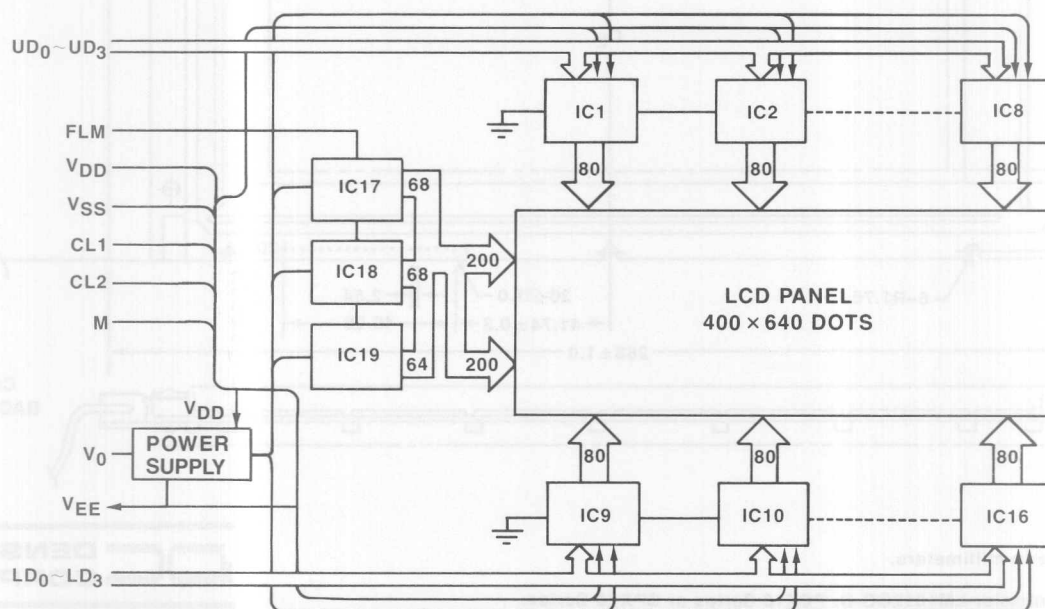 UD0~UD3
FLM
VDD
VSS
CL1
CL2
M
VDD
V0
POWER
SUPPLY
VEE
LD0~LD3
IC1
IC2
IC8
80
80
80
IC17
68
IC18
68
IC19
64
200
200
LCD PANEL
400 × 640 DOTS
80
80
80
IC9
IC10
IC16